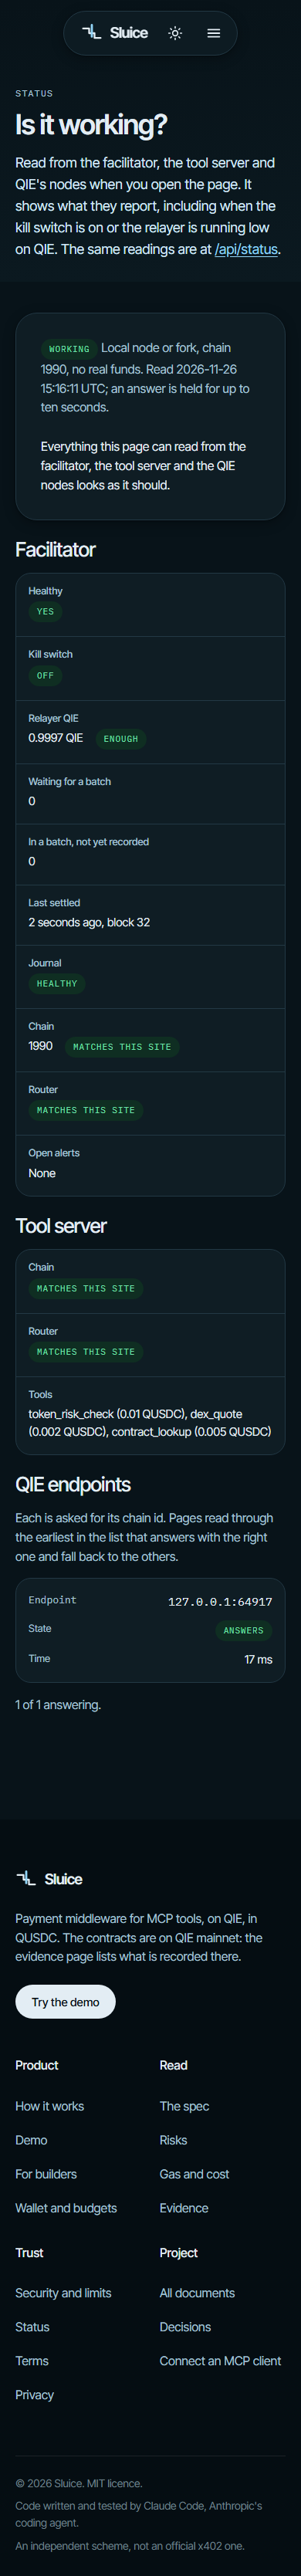 Sluice
STATUS
Is it working?
Read from the facilitator, the tool server and
QIE's nodes when you open the page. It
shows what they report, including when the
kill switch is on or the relayer is running low
on QIE. The same readings are at /api/status.
WORKING Local node or fork, chain
1990, no real funds. Read 2026-11-26
15:16:11 UTC; an answer is held for up to
ten seconds.
Everything this page can read from the
facilitator, the tool server and the QIE
nodes looks as it should.
Facilitator
Healthy
YES
Kill switch
OFF
Relayer QIE
0.9997 QIE ENOUGH
Waiting for a batch
0
In a batch, not yet recorded
0
Last settled
2 seconds ago, block 32
Journal
HEALTHY
Chain
1990 MATCHES THIS SITE
Router
MATCHES THIS SITE
Open alerts
None
Tool server
Chain
MATCHES THIS SITE
Router
MATCHES THIS SITE
Tools
token_risk_check (0.01 QUSDC), dex_quote
(0.002 QUSDC), contract_lookup (0.005 QUSDC)
QIE endpoints
Each is asked for its chain id. Pages read through
the earliest in the list that answers with the right
one and fall back to the others.
Endpoint 127.0.0.1:64917
State ANSWERS
Time 17 ms
1 of 1 answering.
Sluice
Payment middleware for MCP tools, on QIE, in
QUSDC. The contracts are on QIE mainnet: the
evidence page lists what is recorded there.
Try the demo
Product
How it works
Demo
For builders
Wallet and budgets
Read
The spec
Risks
Gas and cost
Evidence
Trust
Security and limits
Status
Terms
Privacy
Project
All documents
Decisions
Connect an MCP client
© 2026 Sluice. MIT licence.
Code written and tested by Claude Code, Anthropic's
coding agent.
An independent scheme, not an official x402 one.